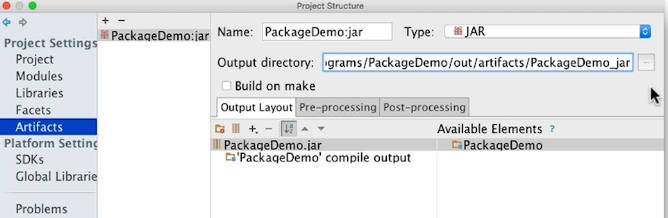 Project Structure
Project Settings
Project
Modules
Libraries
Facets
Artifacts
Platform Setting
SDKs
Global Librarie
Problems
PackageDemo:jar
Name: PackageDemo:jar Type: JAR
Output directory: ograms/PackageDemo/out/artifacts/PackageDemo_jar ...
Build on make
Output Layout Pre-processing Post-processing
Available Elements ?
PackageDemo.jar PackageDemo
'PackageDemo' compile output